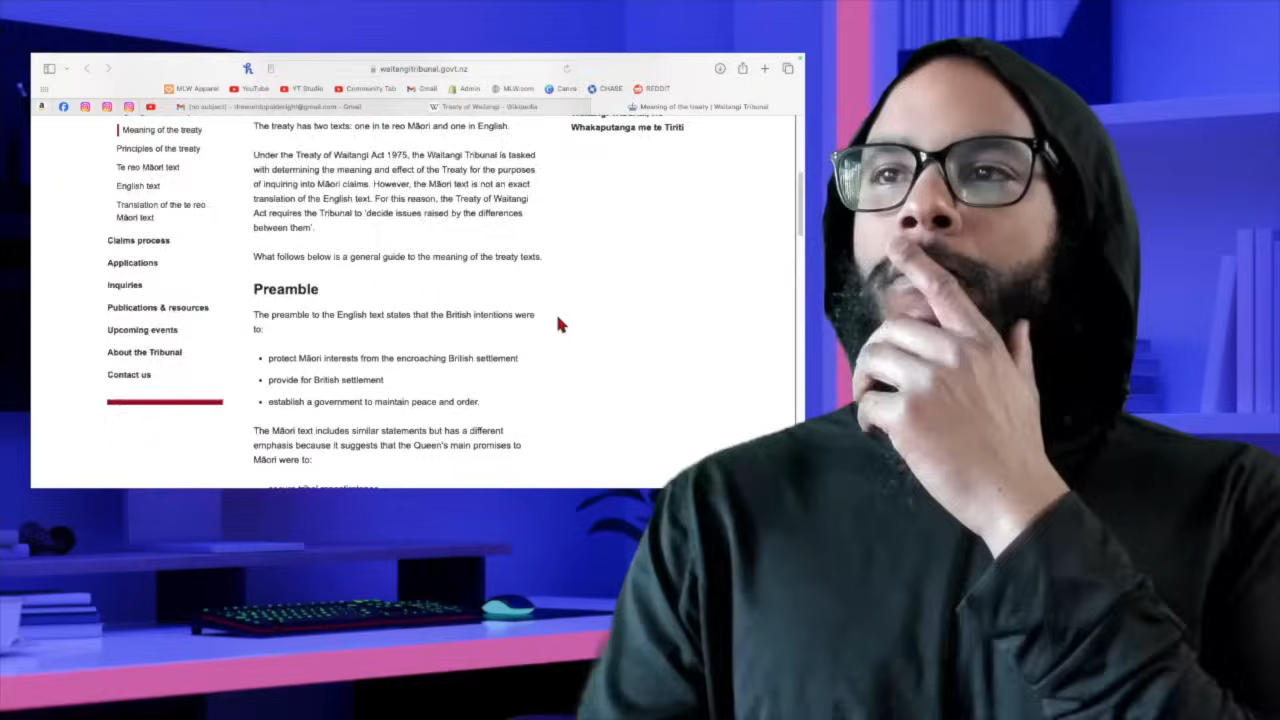 waitangitribunal.govt.nz
MLW Apparel YouTube YT Studio Community Tab Gmail Admin MLW.com Canva CHASE REDDIT
(no subject) - theworldspaideright@gmail.com - Gmail Treaty of Waitangi - Wikipedia Meaning of the treaty | Waitangi Tribunal
Meaning of the treaty
Principles of the treaty
Te reo Māori text
English text
Translation of the te reo
Māori text
Claims process
Applications
Inquiries
Publications & resources
Upcoming events
About the Tribunal
Contact us
The treaty has two texts: one in te reo Māori and one in English.
Under the Treaty of Waitangi Act 1975, the Waitangi Tribunal is tasked
with determining the meaning and effect of the Treaty for the purposes
of inquiring into Māori claims. However, the Māori text is not an exact
translation of the English text. For this reason, the Treaty of Waitangi
Act requires the Tribunal to 'decide issues raised by the differences
between them'.
What follows below is a general guide to the meaning of the treaty texts.
Preamble
The preamble to the English text states that the British intentions were
to:
• protect Māori interests from the encroaching British settlement
• provide for British settlement
• establish a government to maintain peace and order.
The Māori text includes similar statements but has a different
emphasis because it suggests that the Queen's main promises to
Māori were to:
Whakaputanga me te Tiriti